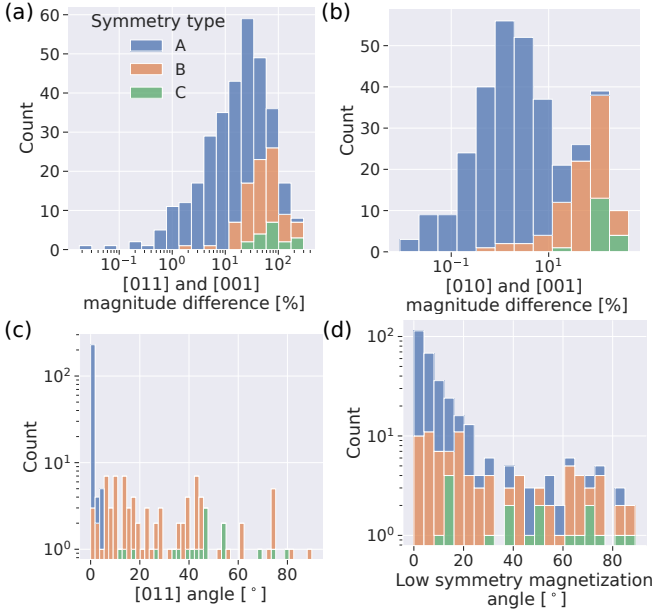 (a)
Symmetry type
A
B
C
Count
60
50
40
30
20
10
0
10⁻¹ 10⁰ 10¹ 10²
[011] and [001]
magnitude difference [%]
(b)
Count
50
40
30
20
10
0
10⁻¹ 10¹
[010] and [001]
magnitude difference [%]
(c)
Count
10²
10¹
10⁰
0 20 40 60 80
[011] angle [°]
(d)
Count
10²
10¹
10⁰
0 20 40 60 80
Low symmetry magnetization
angle [°]